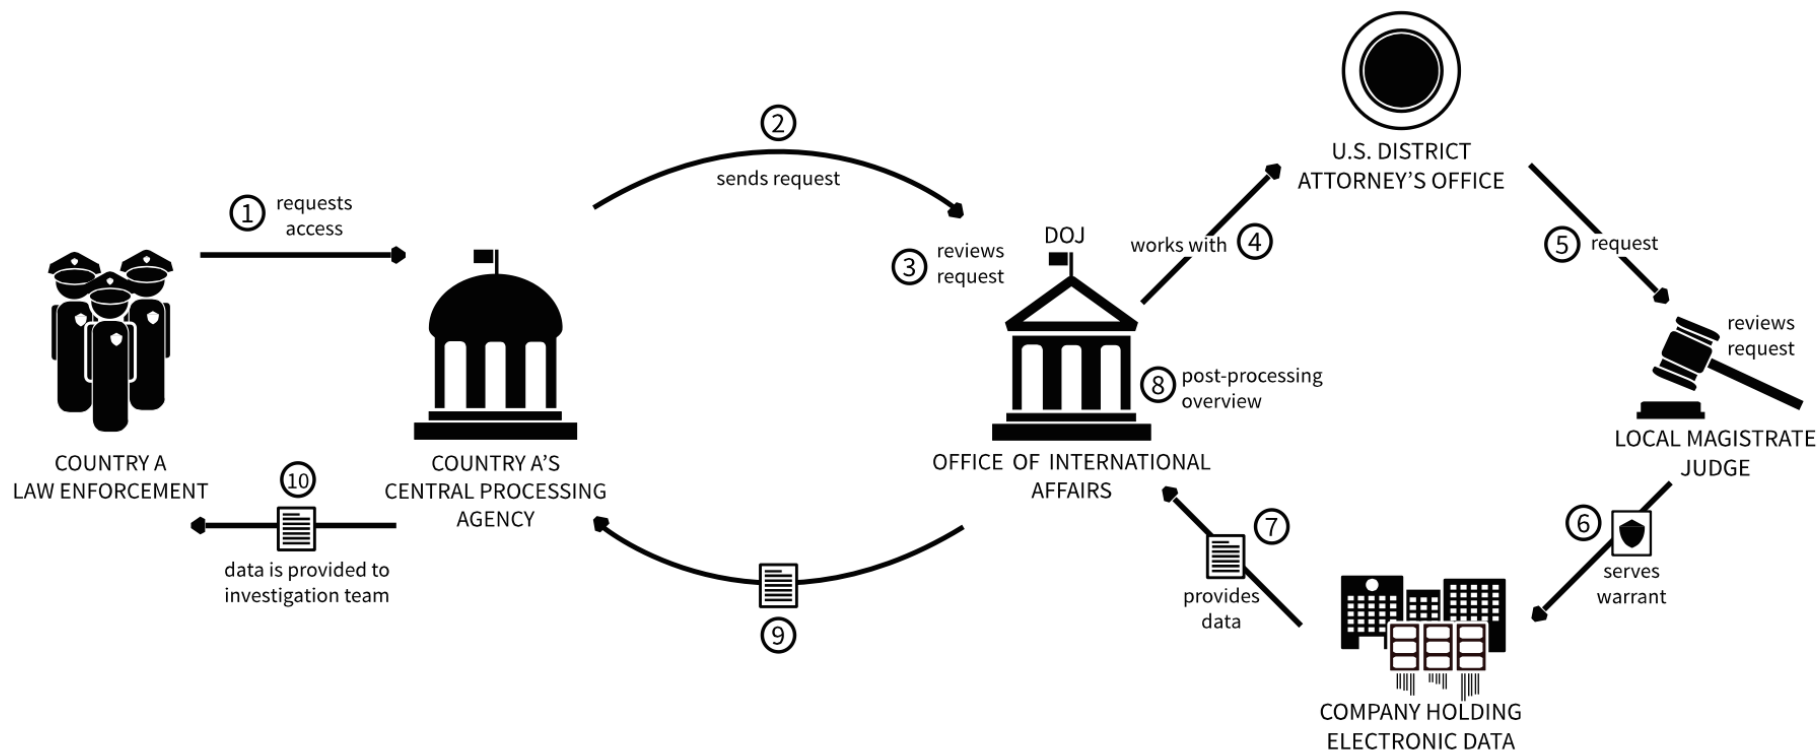 1
requests
access
COUNTRY A
LAW ENFORCEMENT
COUNTRY A'S
CENTRAL PROCESSING
AGENCY
2
sends request
3
reviews
request
DOJ
OFFICE OF INTERNATIONAL
AFFAIRS
works with 4
U.S. DISTRICT
ATTORNEY'S OFFICE
5 request
reviews
request
LOCAL MAGISTRATE
JUDGE
6
serves
warrant
COMPANY HOLDING
ELECTRONIC DATA
7
provides
data
8
post-processing
overview
9
10
data is provided to
investigation team